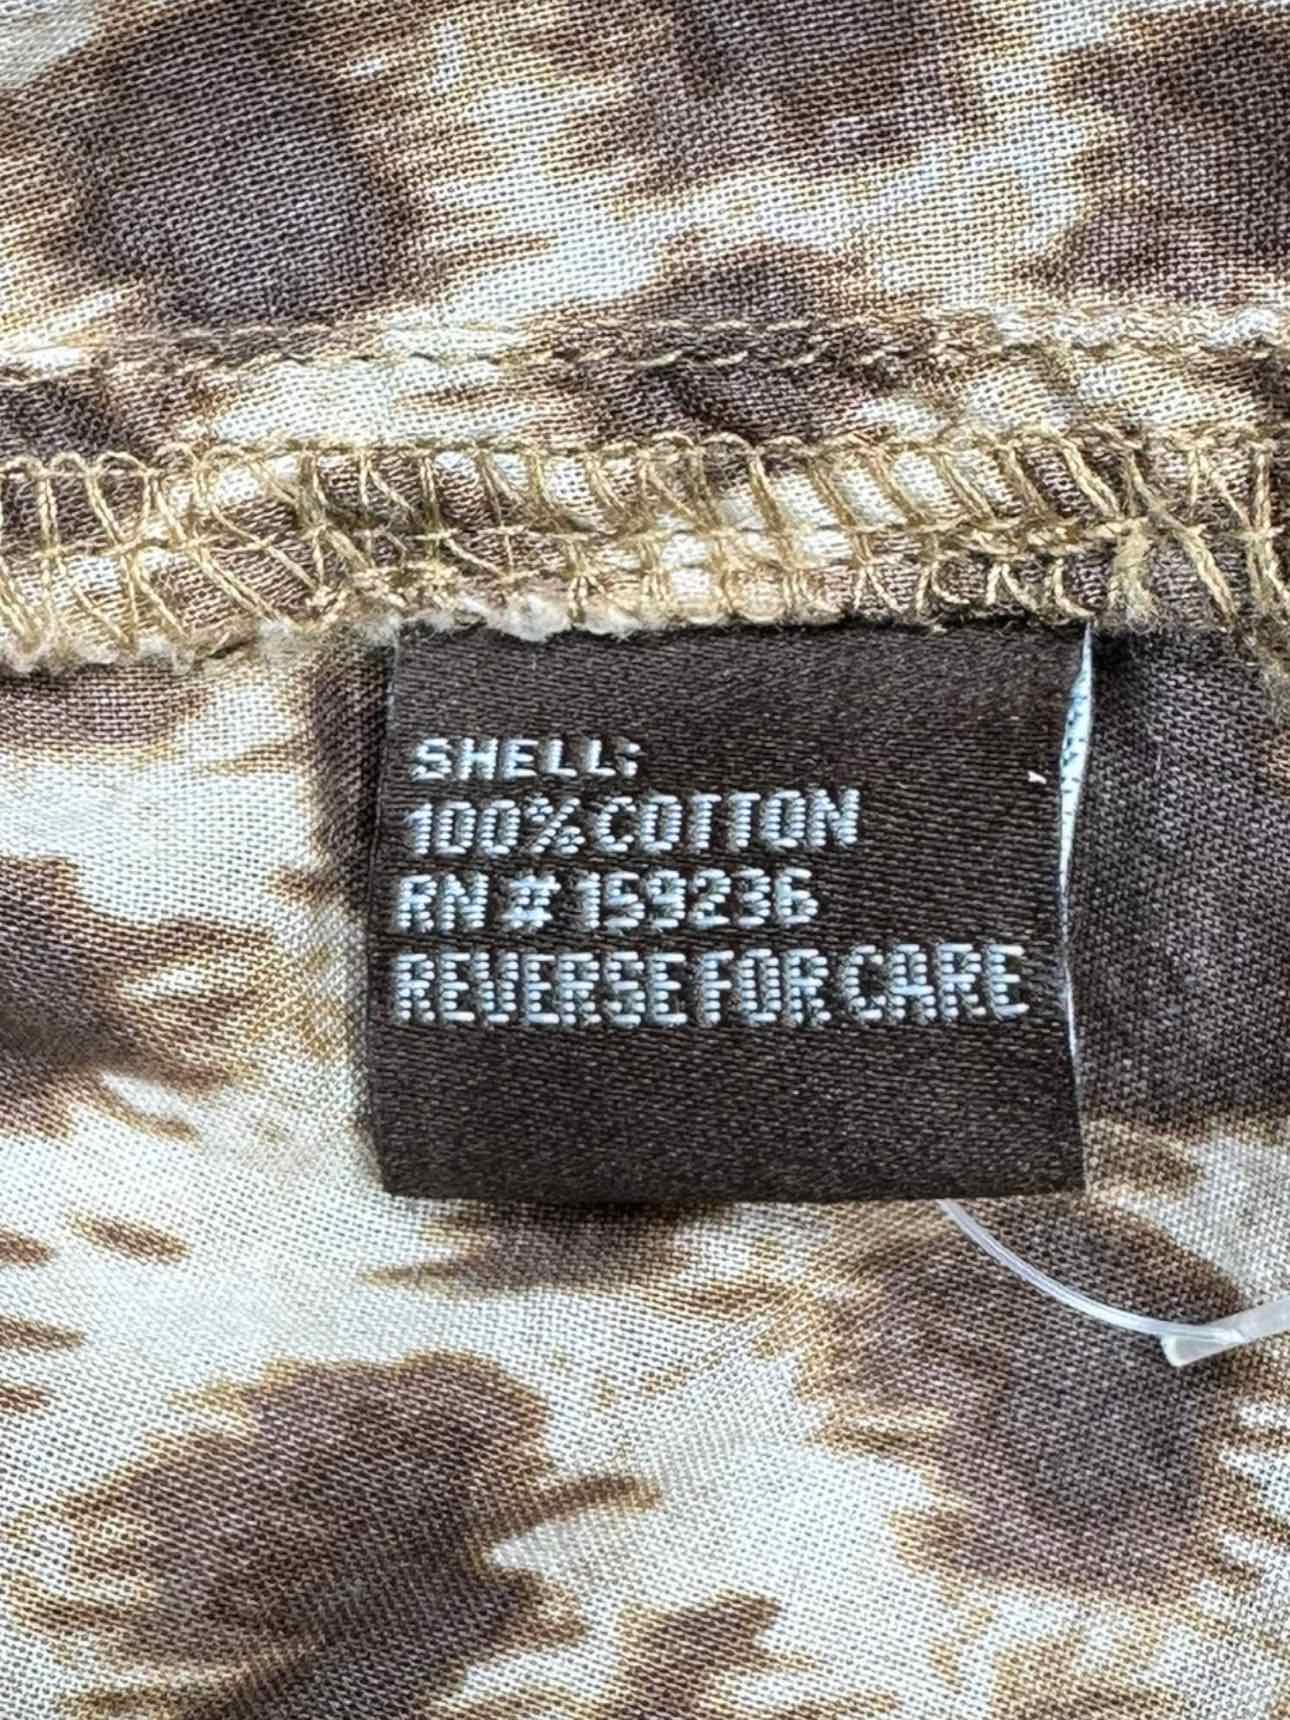 SHELL:
100%COTTON
RN#159236
REVERSE FOR CARE